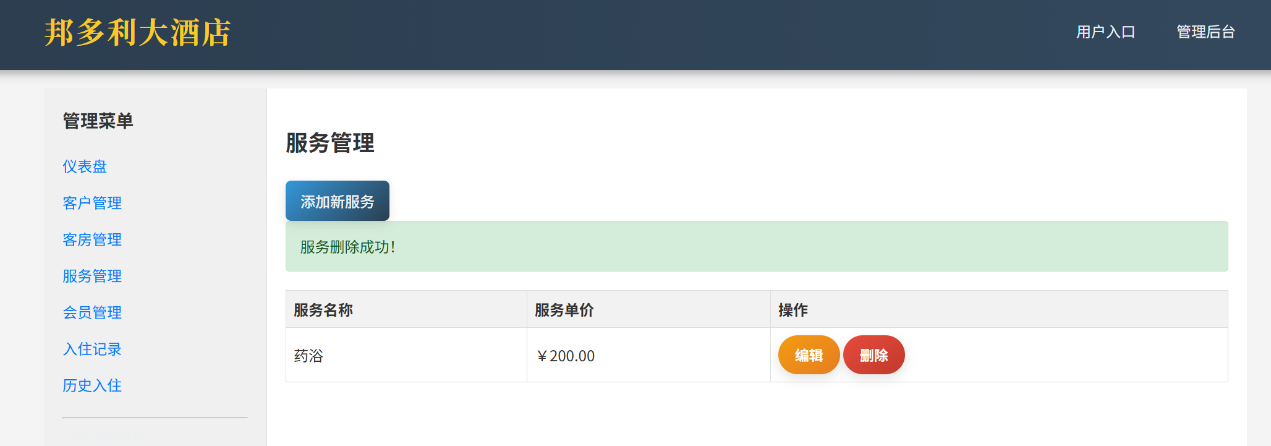 邦多利大酒店
用户入口 管理后台
管理菜单
仪表盘
客户管理
客房管理
服务管理
会员管理
入住记录
历史入住
服务管理
添加新服务
服务删除成功！
服务名称 服务单价 操作
药浴 ￥200.00 编辑 删除